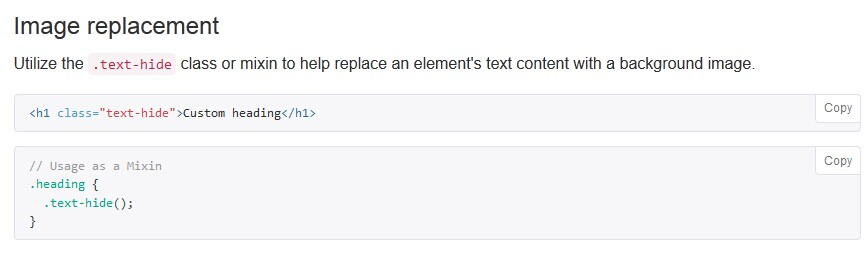 Image replacement
Utilize the .text-hide class or mixin to help replace an element's text content with a background image.
Copy
<h1 class="text-hide">Custom heading</h1>
Copy
// Usage as a Mixin
.heading {
  .text-hide();
}